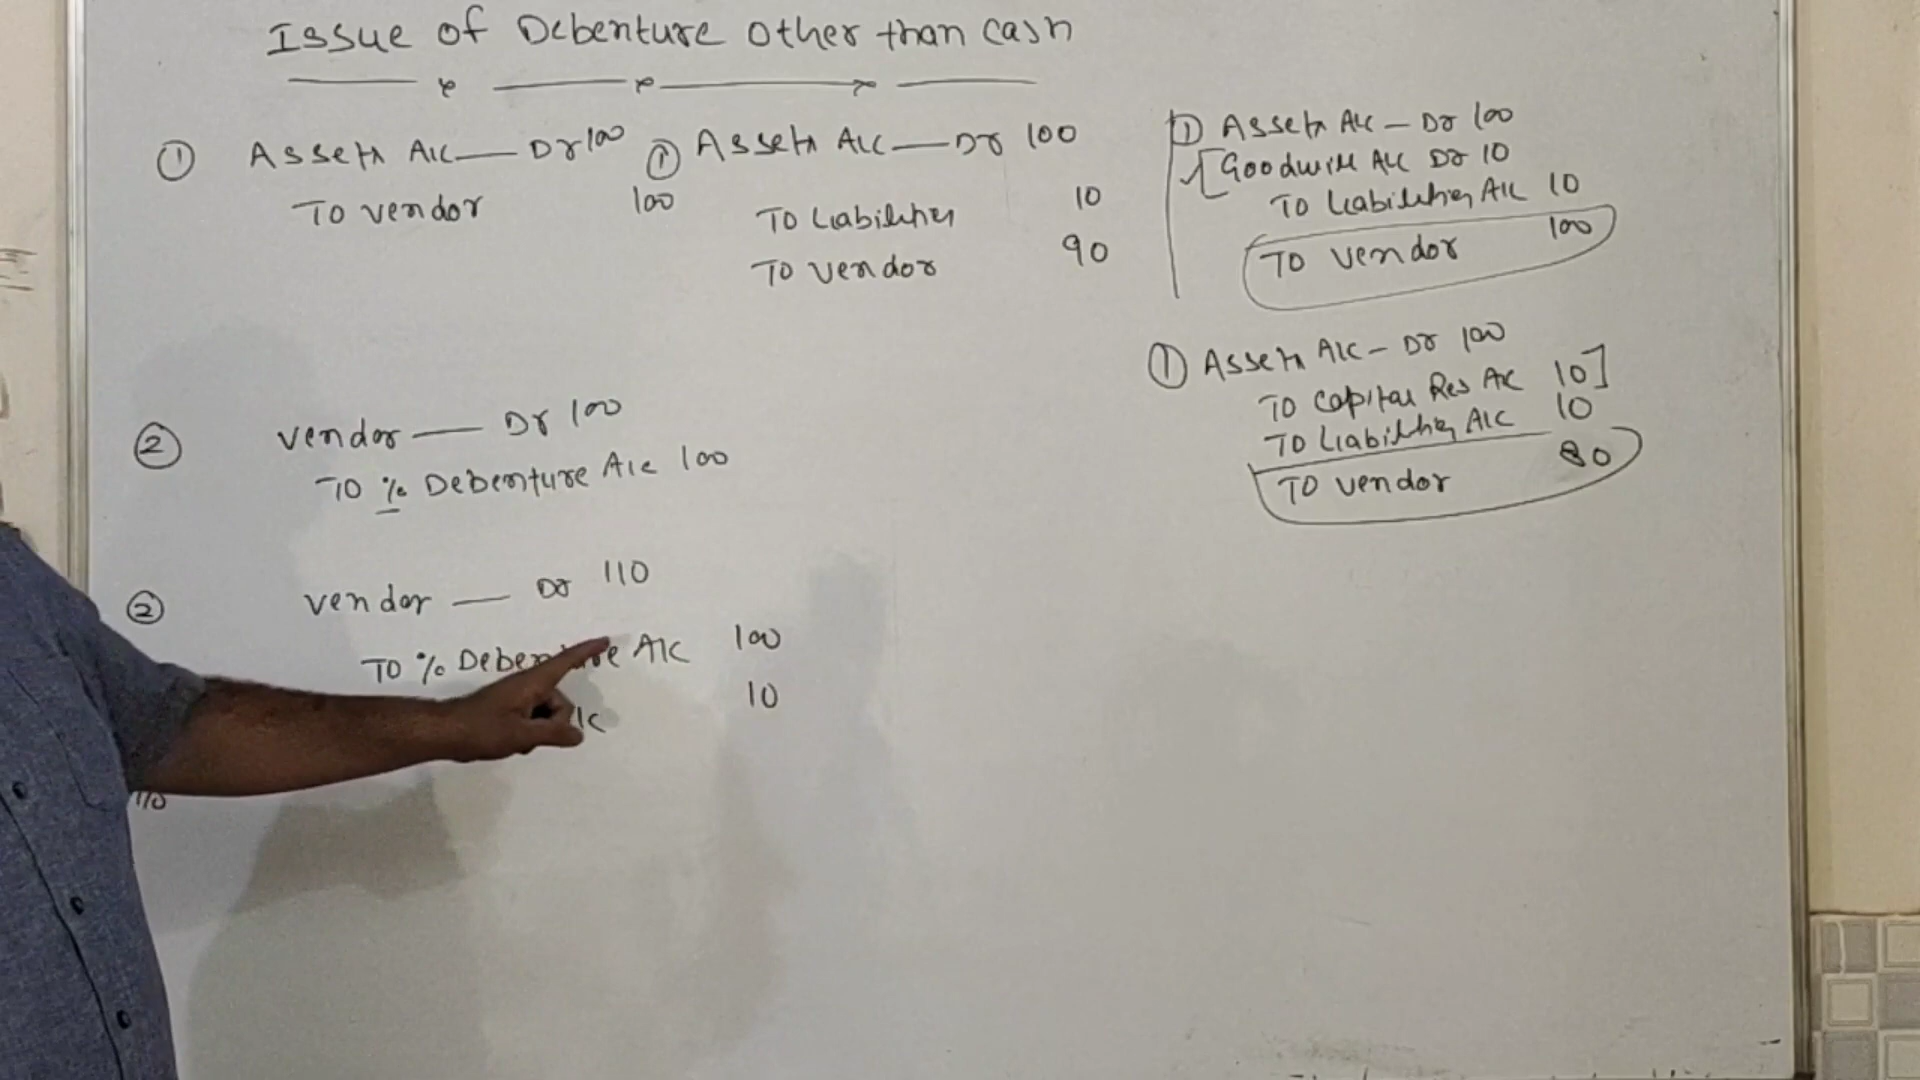 Issue of Debenture other than cash
① Assets A/c — Dr 100
To vendor 100
① Assets A/c — Dr 100
To Liabilities 10
To vendor 90
① Assets A/c — Dr 100
Goodwill A/c Dr 10
To Liabilities A/c 10
To vendor 100
① Assets A/c — Dr 100
To Capital Res A/c 10
To Liabilities A/c 10
To vendor 80
② vendor — Dr 100
To % Debenture A/c 100
② vendor — Dr 110
To % Debenture A/c 100
10